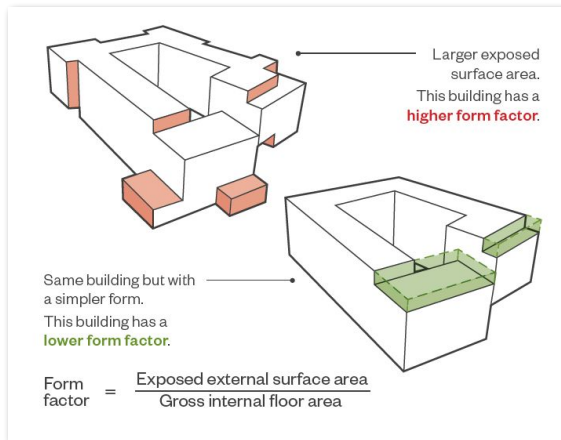 Larger exposed
surface area.
This building has a
higher form factor.
Same building but with
a simpler form.
This building has a
lower form factor.
Form
factor
=
Exposed external surface area
Gross internal floor area